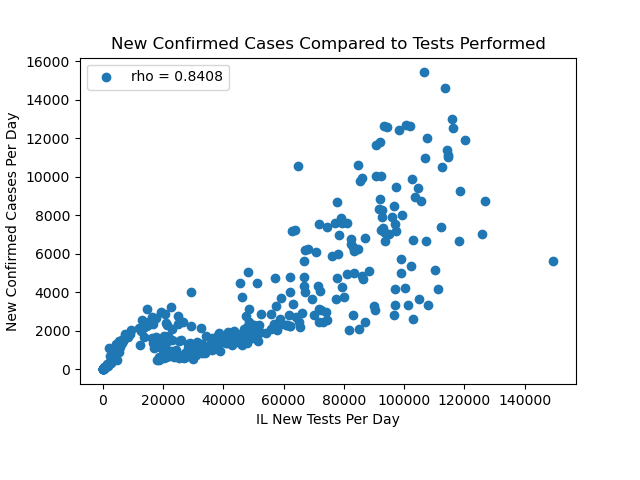 New Confirmed Cases Compared to Tests Performed
rho = 0.8408
New Confirmed Caeses Per Day
16000
14000
12000
10000
8000
6000
4000
2000
0
0 20000 40000 60000 80000 100000 120000 140000
IL New Tests Per Day